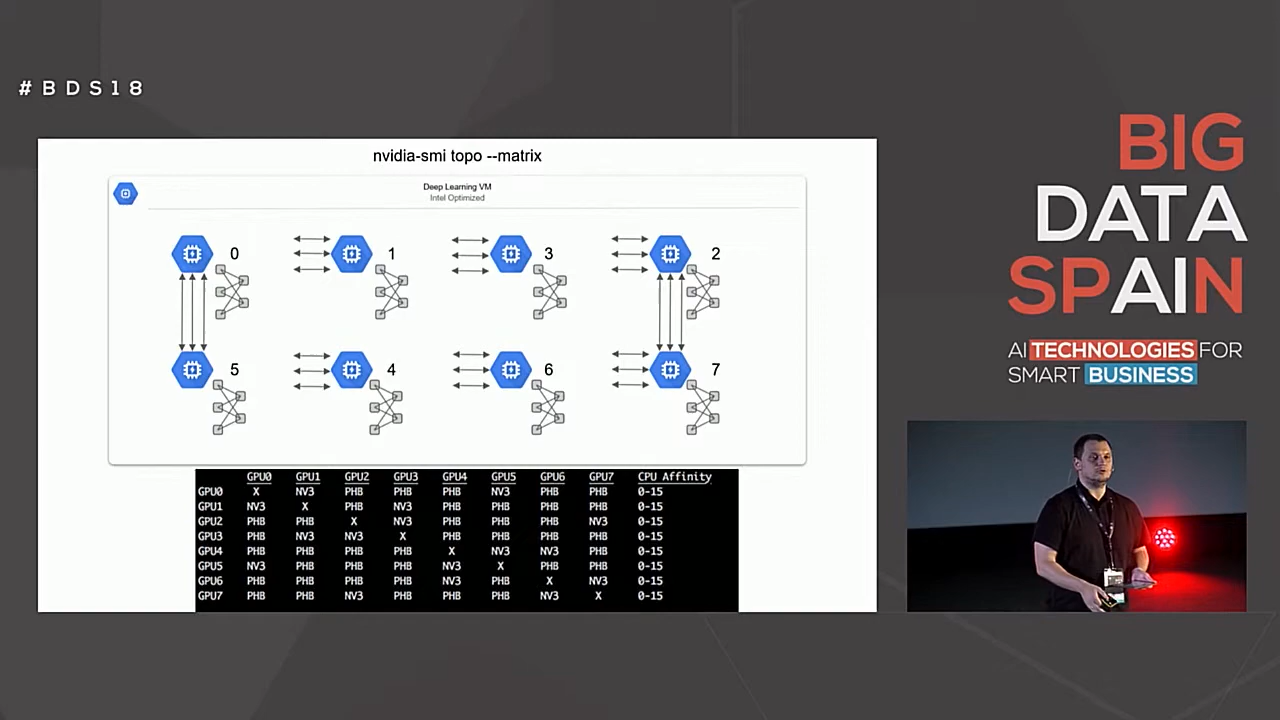 #BDS18
nvidia-smi topo --matrix
Deep Learning VM
Intel Optimized
0 1 3 2
5 4 6 7
GPU0 GPU1 GPU2 GPU3 GPU4 GPU5 GPU6 GPU7 CPU Affinity
GPU0 X NV3 PHB PHB PHB NV3 PHB PHB 0-15
GPU1 NV3 X PHB NV3 PHB PHB PHB PHB 0-15
GPU2 PHB PHB X NV3 PHB PHB PHB NV3 0-15
GPU3 PHB NV3 NV3 X PHB PHB PHB PHB 0-15
GPU4 PHB PHB PHB PHB X NV3 NV3 PHB 0-15
GPU5 NV3 PHB PHB PHB NV3 X PHB PHB 0-15
GPU6 PHB PHB PHB PHB NV3 PHB X NV3 0-15
GPU7 PHB PHB NV3 PHB PHB PHB NV3 X 0-15
BIG
DATA
SPAIN
AI TECHNOLOGIES FOR
SMART BUSINESS